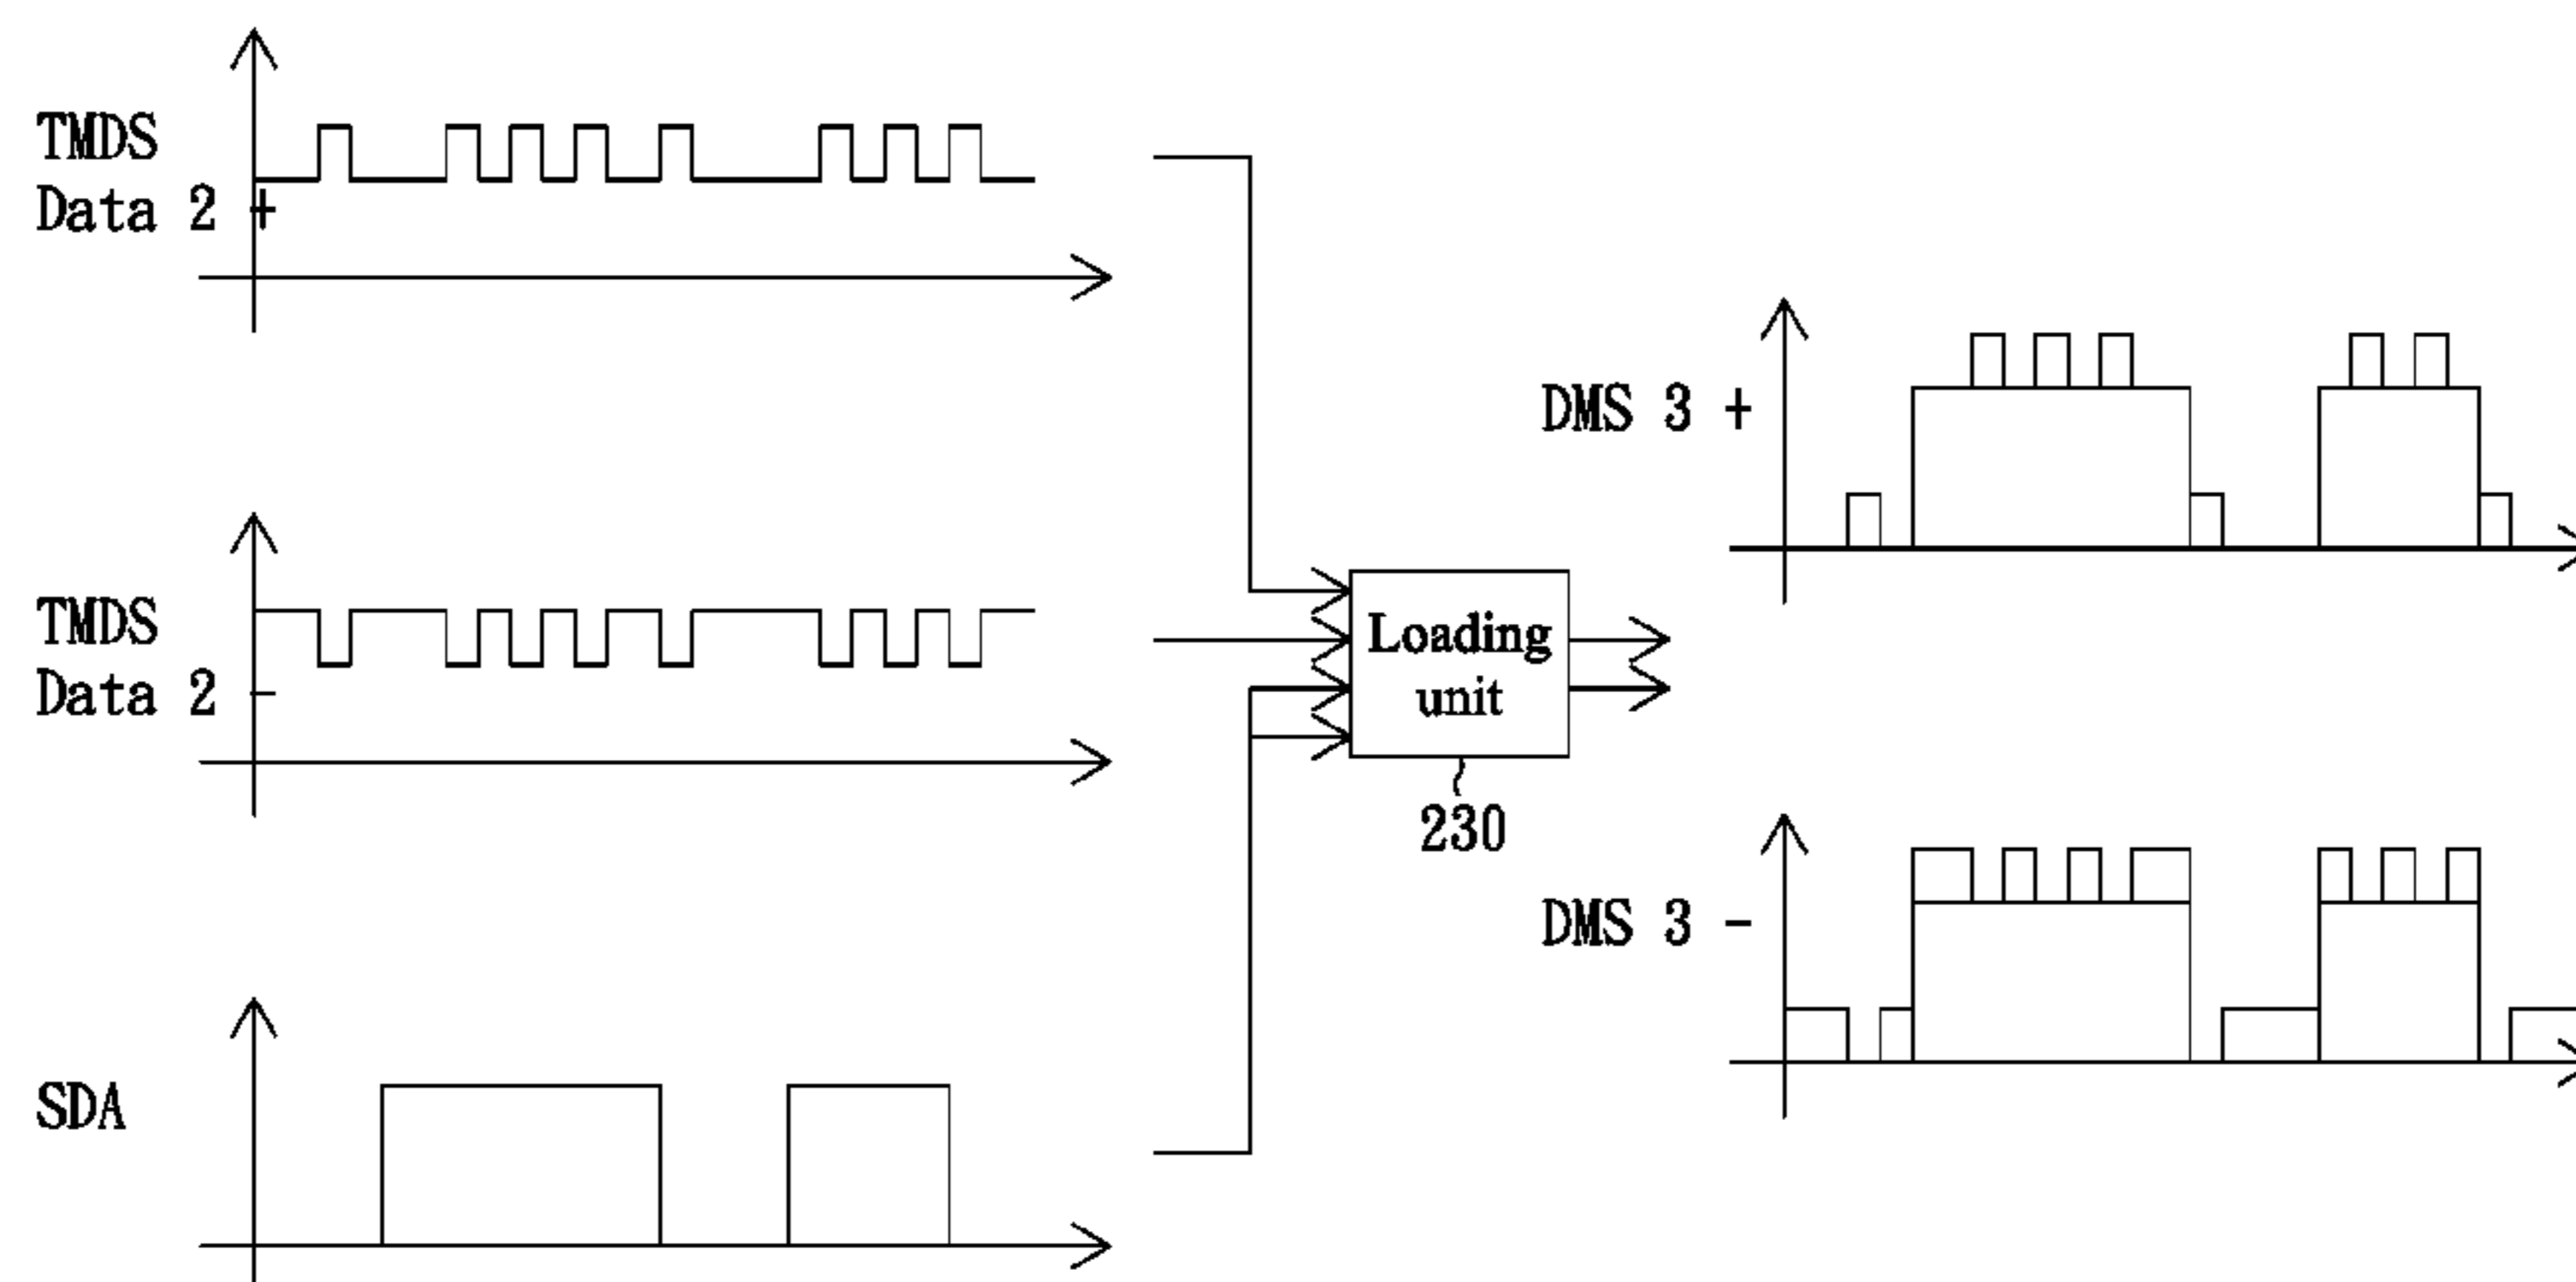 TMDS
Data 2 +
TMDS
Data 2 -
SDA
Loading
unit
230
DMS 3 +
DMS 3 -